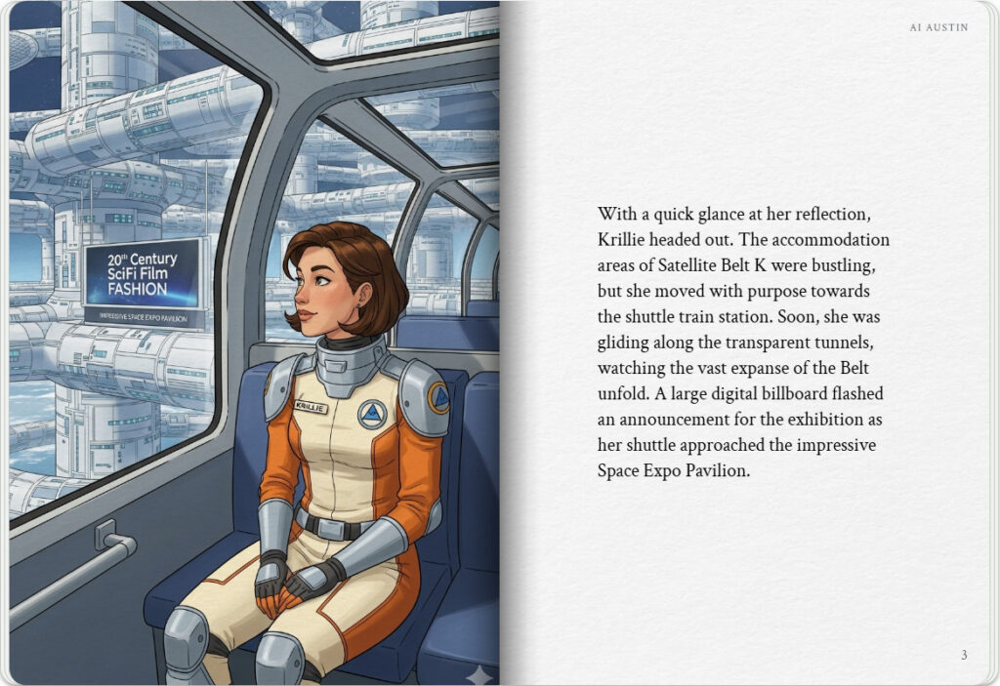 20th Century
SciFi Film
FASHION
IMPRESSIVE SPACE EXPO PAVILION
KRILLIE
AI AUSTIN
With a quick glance at her reflection,
Krillie headed out. The accommodation
areas of Satellite Belt K were bustling,
but she moved with purpose towards
the shuttle train station. Soon, she was
gliding along the transparent tunnels,
watching the vast expanse of the Belt
unfold. A large digital billboard flashed
an announcement for the exhibition as
her shuttle approached the impressive
Space Expo Pavilion.
3